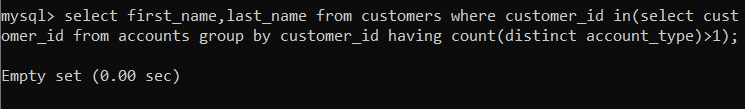 mysql> select first_name,last_name from customers where customer_id in(select cust
omer_id from accounts group by customer_id having count(distinct account_type)>1);
Empty set (0.00 sec)